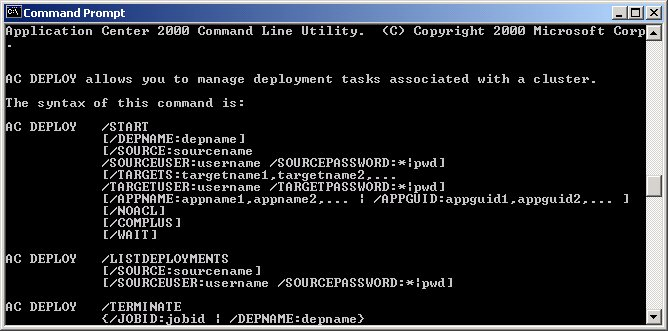 Command Prompt
Application Center 2000 Command Line Utility.  (C) Copyright 2000 Microsoft Corp
.
AC DEPLOY allows you to manage deployment tasks associated with a cluster.
The syntax of this command is:
AC DEPLOY   /START
[/DEPNAME:depname]
[/SOURCE:sourcename
/SOURCEUSER:username /SOURCEPASSWORD:*|pwd]
[/TARGETS:targetname1,targetname2,...
/TARGETUSER:username /TARGETPASSWORD:*|pwd]
[/APPNAME:appname1,appname2,... | /APPGUID:appguid1,appguid2,... ]
[/NOACL]
[/COMPLUS]
[/WAIT]
AC DEPLOY   /LISTDEPLOYMENTS
[/SOURCE:sourcename]
[/SOURCEUSER:username /SOURCEPASSWORD:*|pwd]
AC DEPLOY   /TERMINATE
{/JOBID:jobid | /DEPNAME:depname}